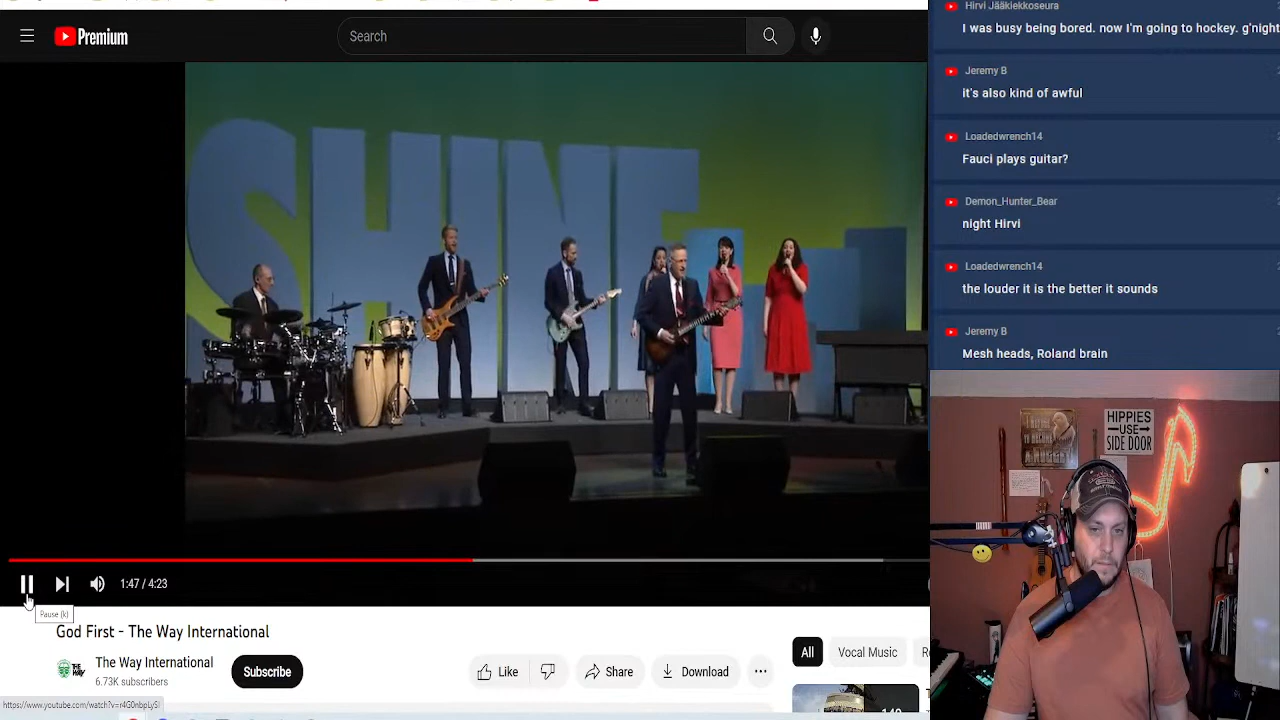 Premium
Search
SHINE
1:47 / 4:23
Pause (k)
God First - The Way International
THE WAY
The Way International
6.73K subscribers
Subscribe
Like
Share
Download
All
Vocal Music
Hirvi Jääkiekkoseura
I was busy being bored. now I'm going to hockey. g'night
Jeremy B
it's also kind of awful
Loadedwrench14
Fauci plays guitar?
Demon_Hunter_Bear
night Hirvi
Loadedwrench14
the louder it is the better it sounds
Jeremy B
Mesh heads, Roland brain
HIPPIES
USE
SIDE DOOR